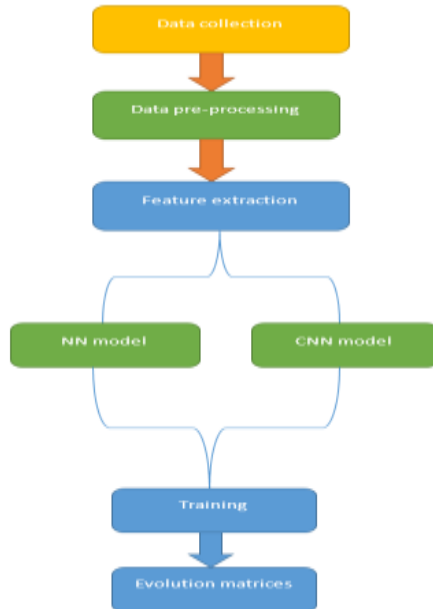 Data collection
Data pre-processing
Feature extraction
NN model
CNN model
Training
Evolution matrices